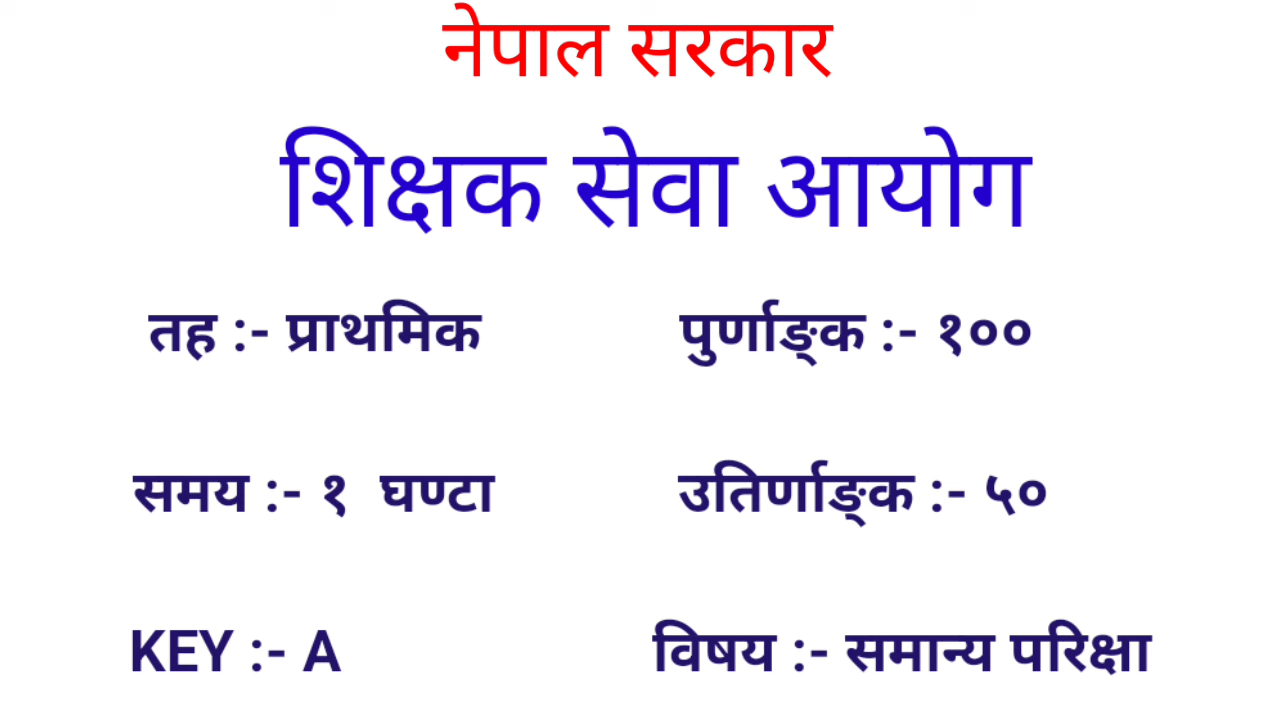 नेपाल सरकार
शिक्षक सेवा आयोग
तह :- प्राथमिक पुर्णाङ्क :- १००
समय :- १ घण्टा उतिर्णाङ्क :- ५०
KEY :- A विषय :- समान्य परिक्षा